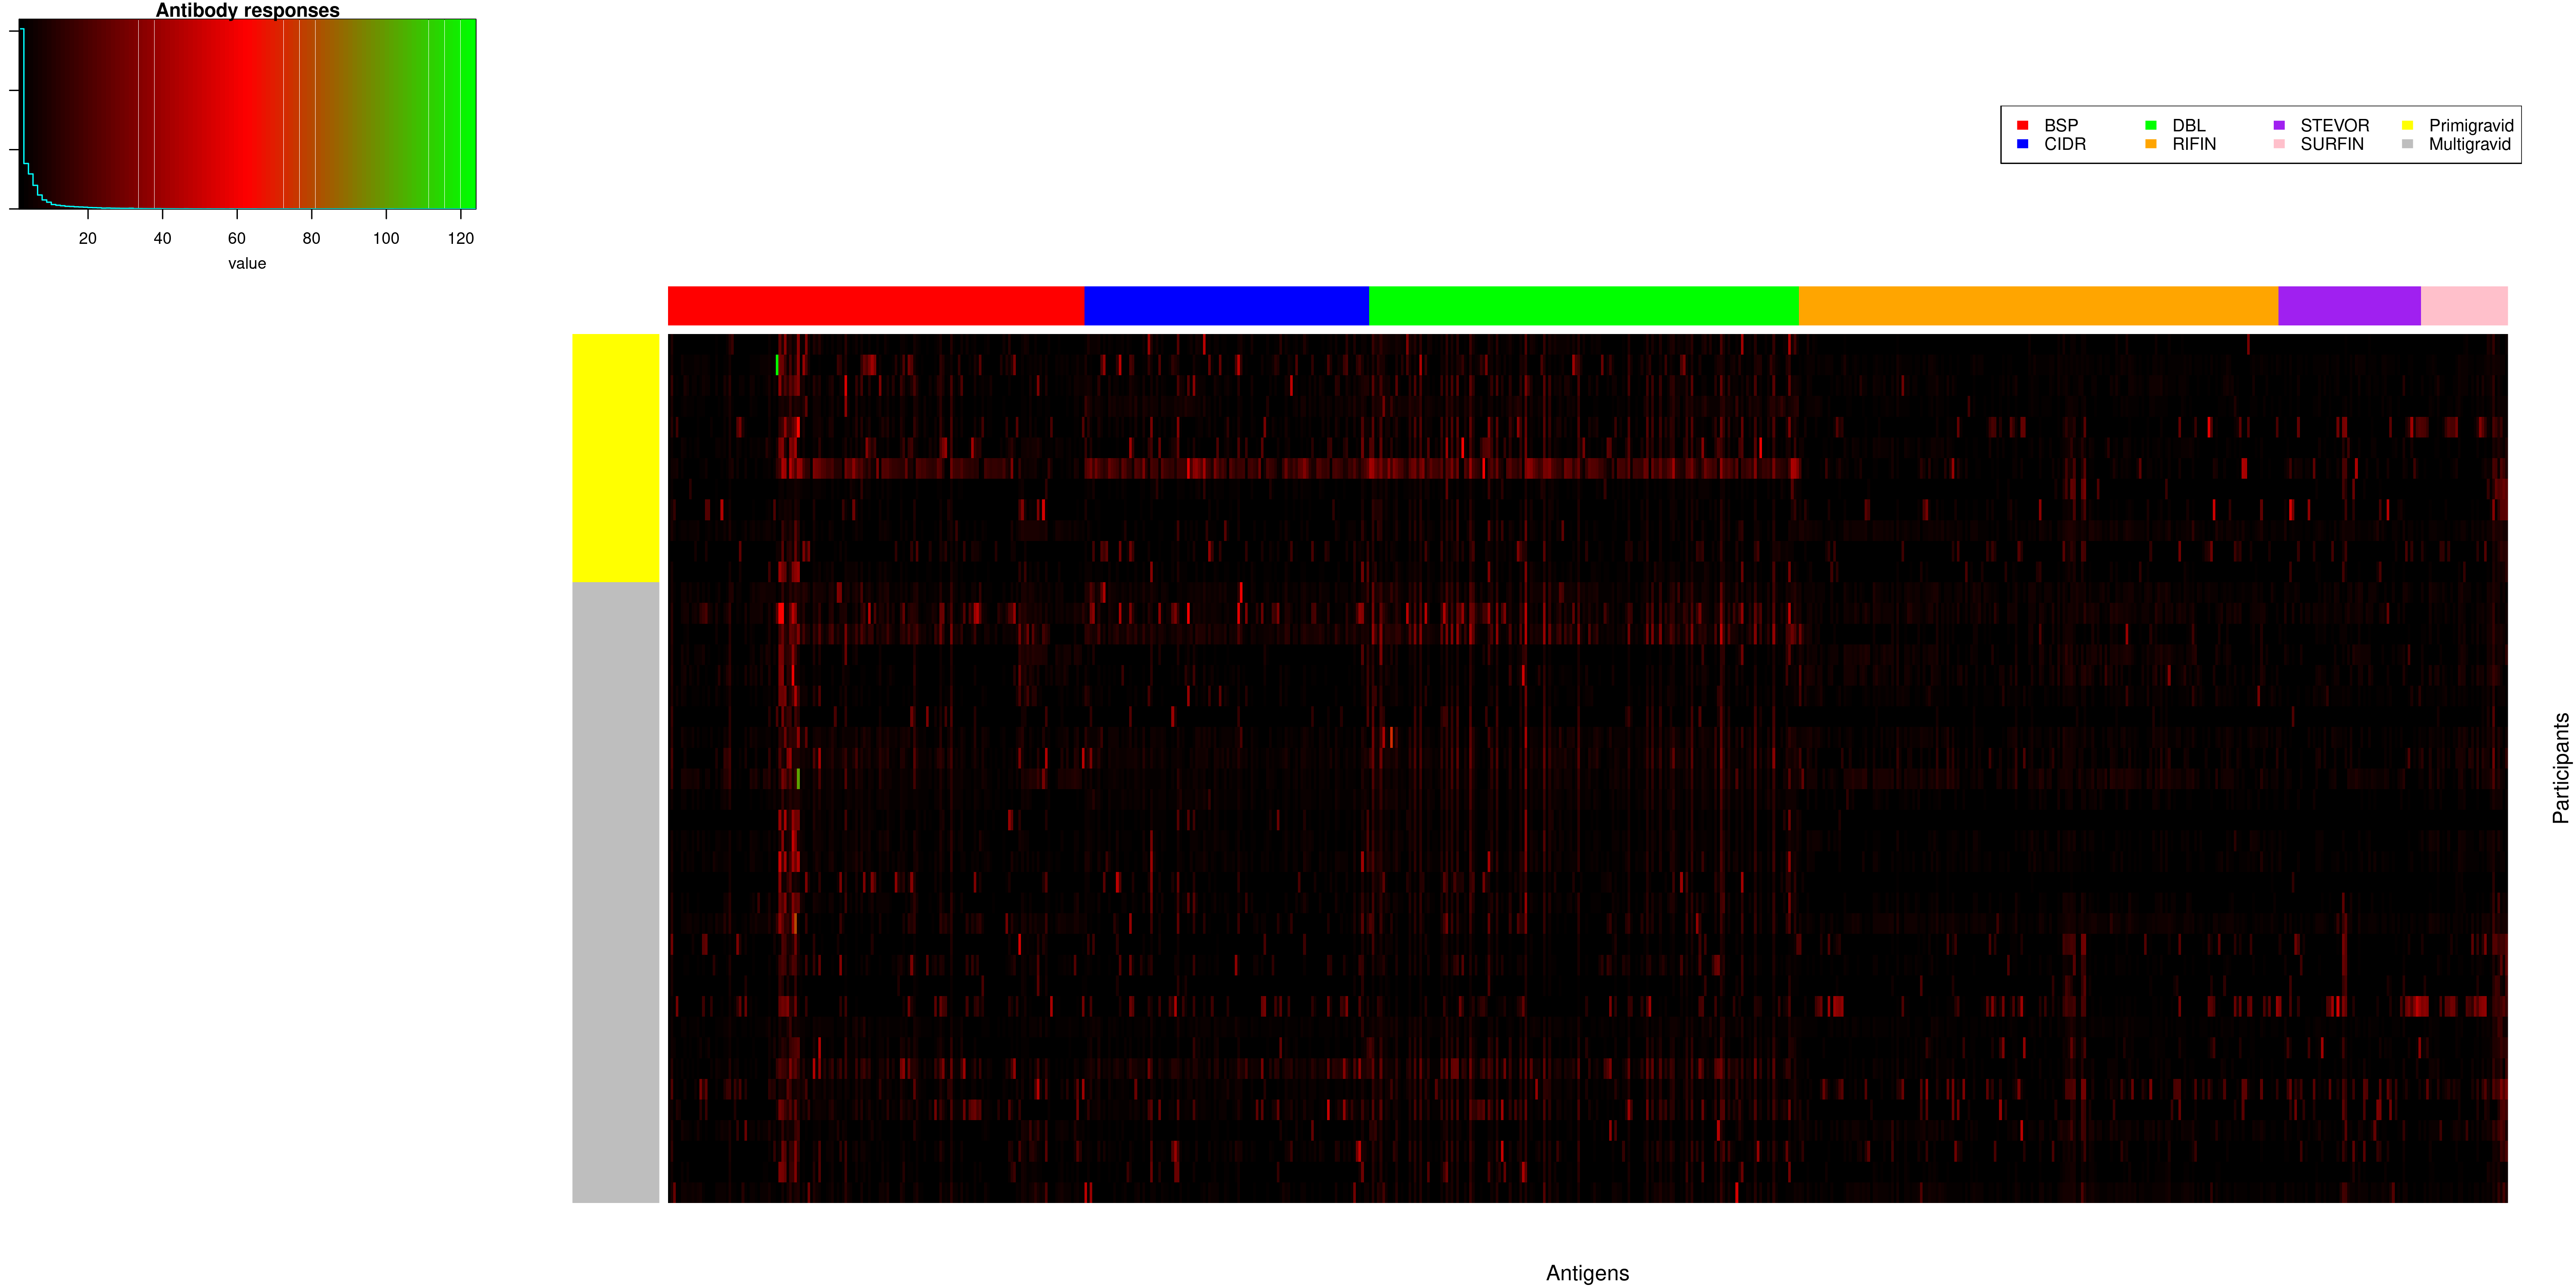 Antibody responses
20 40 60 80 100 120
value
BSP DBL STEVOR Primigravid
CIDR RIFIN SURFIN Multigravid
Participants
Antigens